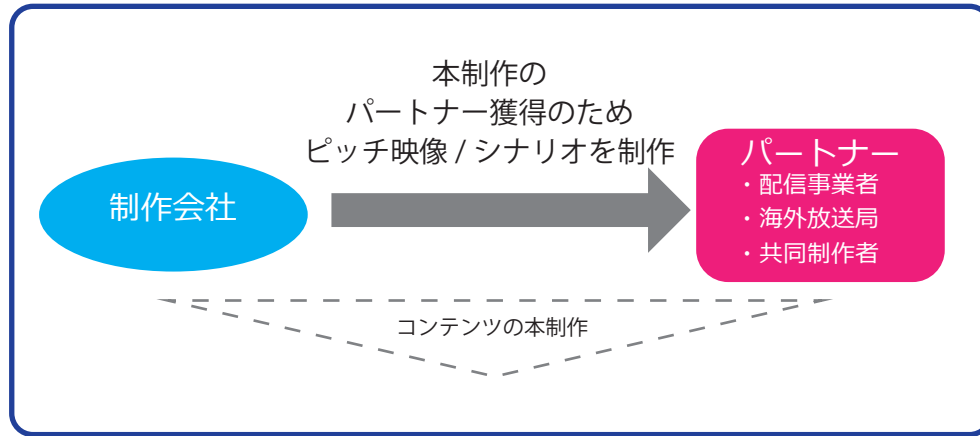 本制作の
パートナー獲得のため
ピッチ映像 / シナリオを制作
制作会社
パートナー
・配信事業者
・海外放送局
・共同制作者
コンテンツの本制作